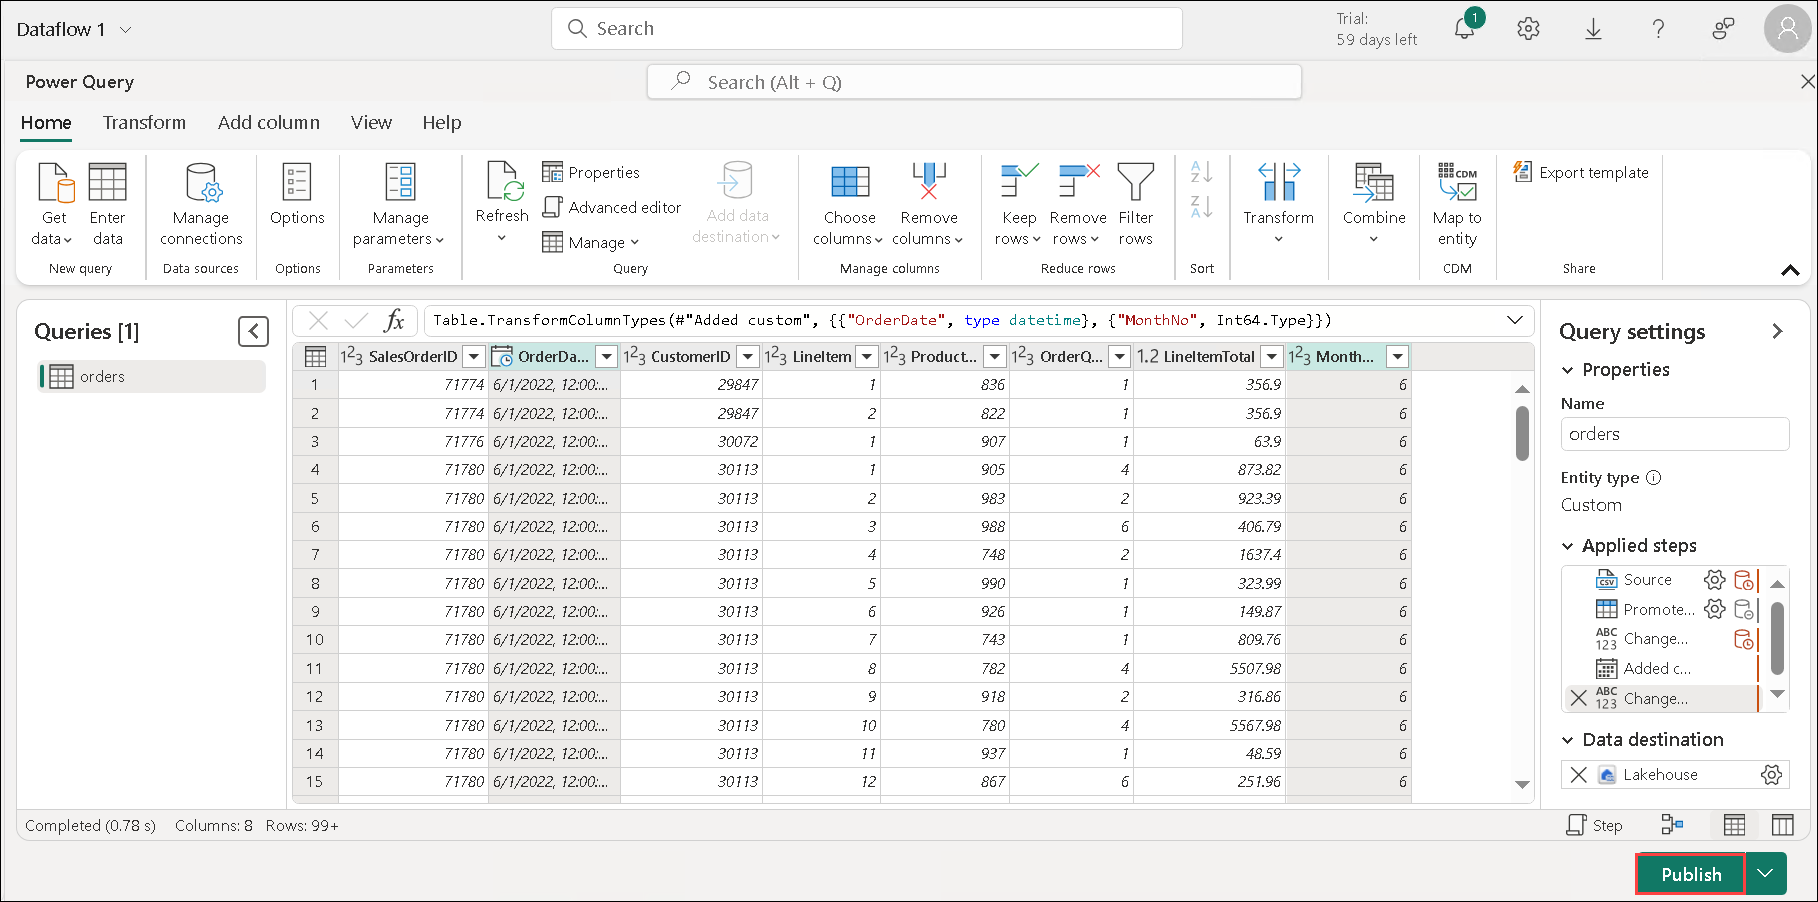 Dataflow 1
Search
Trial:
59 days left
1
?
Power Query
Search (Alt + Q)
Home Transform Add column View Help
Get data
Enter data
New query
Manage connections
Data sources
Options
Options
Manage parameters
Parameters
Refresh
Properties
Advanced editor
Manage
Add data destination
Query
Choose columns
Remove columns
Manage columns
Keep rows
Remove rows
Filter rows
Reduce rows
A Z
Z A
Sort
Transform
Combine
CDM
Map to entity
CDM
Export template
Share
Queries [1]
orders
fx
Table.TransformColumnTypes(#"Added custom", {{"OrderDate", type datetime}, {"MonthNo", Int64.Type}})
123 SalesOrderID OrderDa... 123 CustomerID 123 LineItem 123 Product... 123 OrderQ... 1.2 LineItemTotal 123 Month...
1 71774 6/1/2022, 12:00:... 29847 1 836 1 356.9 6
2 71774 6/1/2022, 12:00:... 29847 2 822 1 356.9 6
3 71776 6/1/2022, 12:00:... 30072 1 907 1 63.9 6
4 71780 6/1/2022, 12:00:... 30113 1 905 4 873.82 6
5 71780 6/1/2022, 12:00:... 30113 2 983 2 923.39 6
6 71780 6/1/2022, 12:00:... 30113 3 988 6 406.79 6
7 71780 6/1/2022, 12:00:... 30113 4 748 2 1637.4 6
8 71780 6/1/2022, 12:00:... 30113 5 990 1 323.99 6
9 71780 6/1/2022, 12:00:... 30113 6 926 1 149.87 6
10 71780 6/1/2022, 12:00:... 30113 7 743 1 809.76 6
11 71780 6/1/2022, 12:00:... 30113 8 782 4 5507.98 6
12 71780 6/1/2022, 12:00:... 30113 9 918 2 316.86 6
13 71780 6/1/2022, 12:00:... 30113 10 780 4 5567.98 6
14 71780 6/1/2022, 12:00:... 30113 11 937 1 48.59 6
15 71780 6/1/2022, 12:00:... 30113 12 867 6 251.96 6
Query settings
Properties
Name
orders
Entity type
Custom
Applied steps
CSV Source
Promote...
ABC 123 Change...
Added c...
ABC 123 Change...
Data destination
Lakehouse
Completed (0.78 s) Columns: 8 Rows: 99+
Step
Publish